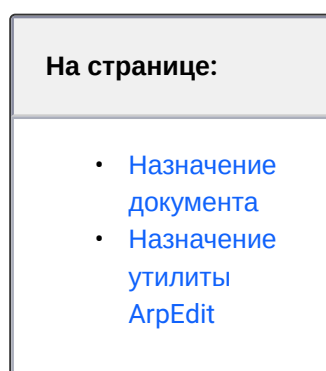 На странице:
• Назначение
документа
• Назначение
утилиты
ArpEdit